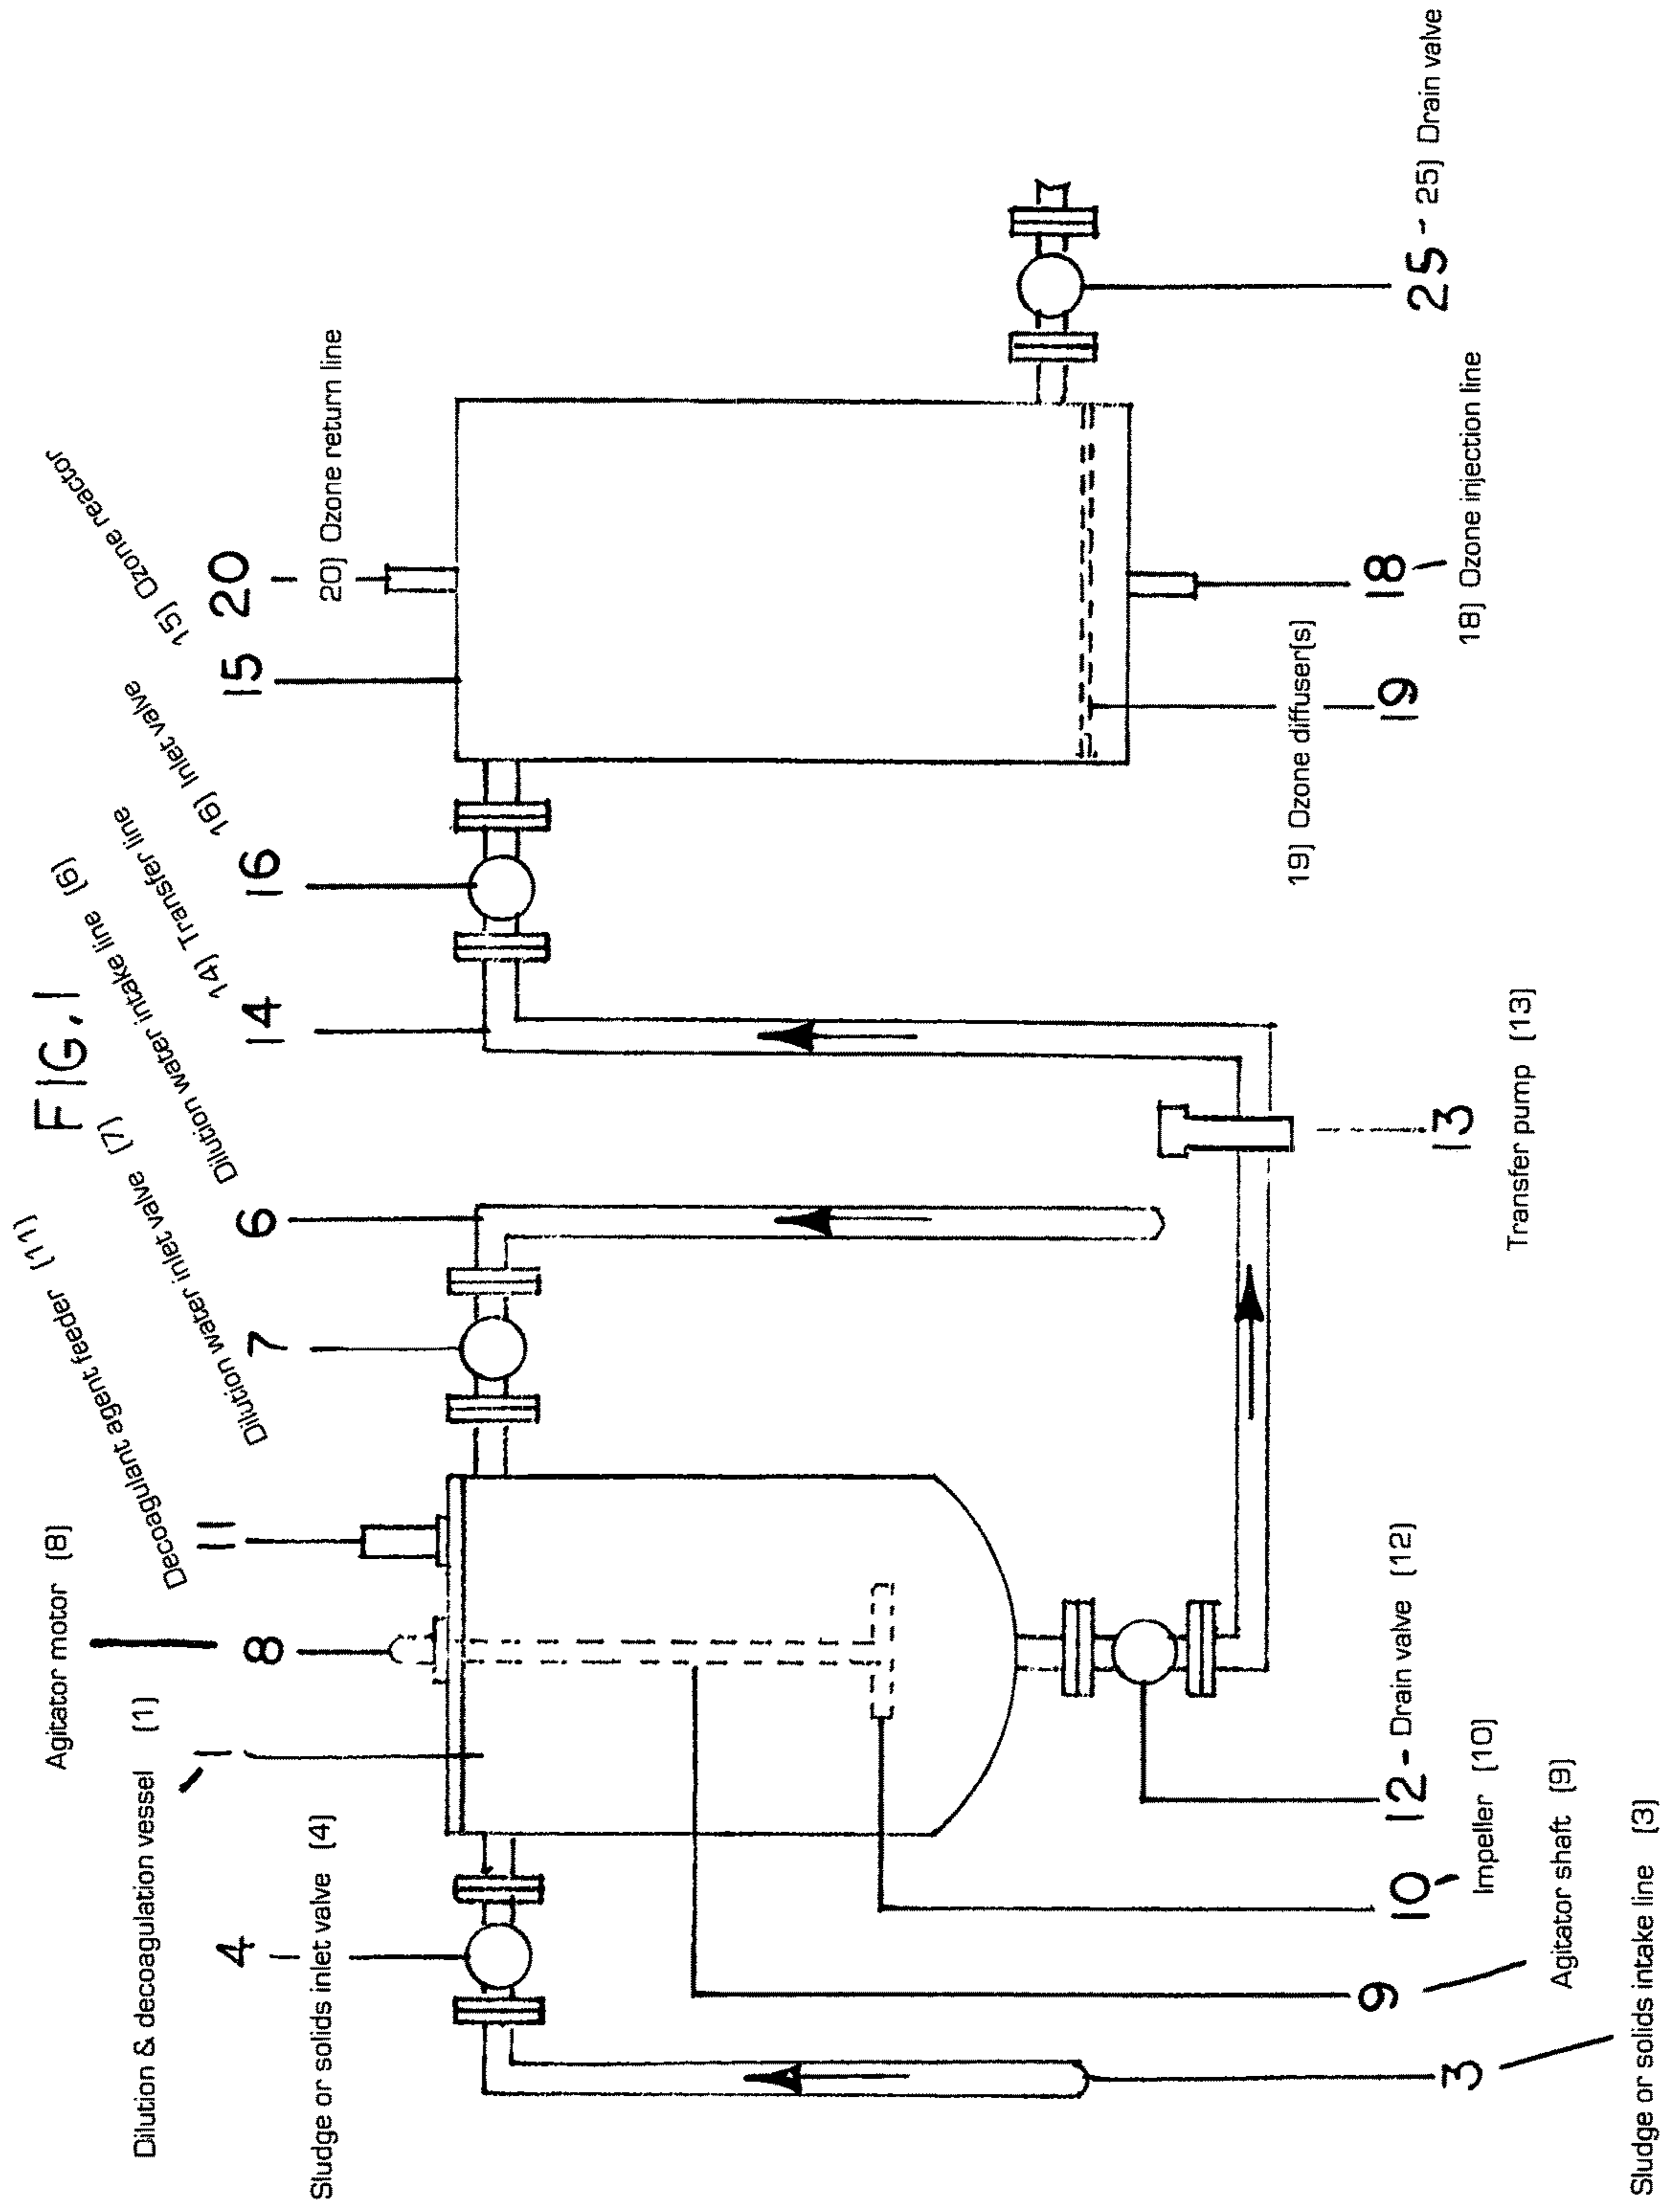 FIG. 1
Agitator motor (8)
Dilution & decoagulation vessel (1)
Decoagulant agent feeder (11)
Dilution water inlet valve (7)
Dilution water intake line (6)
14) Transfer line
16) Inlet valve
15) Ozone reactor
4
1
8
11
7
6
14
16
15
20
Sludge or solids inlet valve (4)
20) Ozone return line
19) Ozone diffuser(s)
3
9
10
12 - Drain valve (12)
13
19
18
25 - 25) Drain valve
Impeller (10)
Transfer pump (13)
18) Ozone injection line
Agitator shaft (9)
Sludge or solids intake line (3)